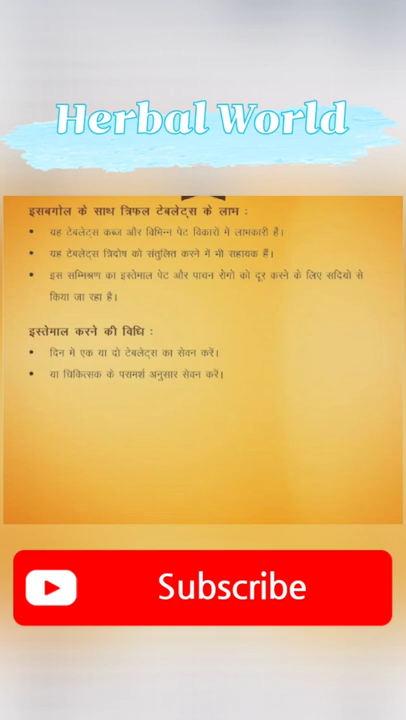 Herbal World
इसबगोल के साथ त्रिफल टेबलेट्स के लाभ :
• यह टेबलेट्स कब्ज और विभिन्न पेट विकारों में लाभकारी हैं।
• यह टेबलेट्स त्रिदोष को संतुलित करने में भी सहायक हैं।
• इस सम्मिश्रण का इस्तेमाल पेट और पाचन रोगो को दूर करने के लिए सदियों से
किया जा रहा है।
इस्तेमाल करने की विधि :
• दिन में एक या दो टेबलेट्स का सेवन करें।
• या चिकित्सक के परामर्श अनुसार सेवन करें।
Subscribe